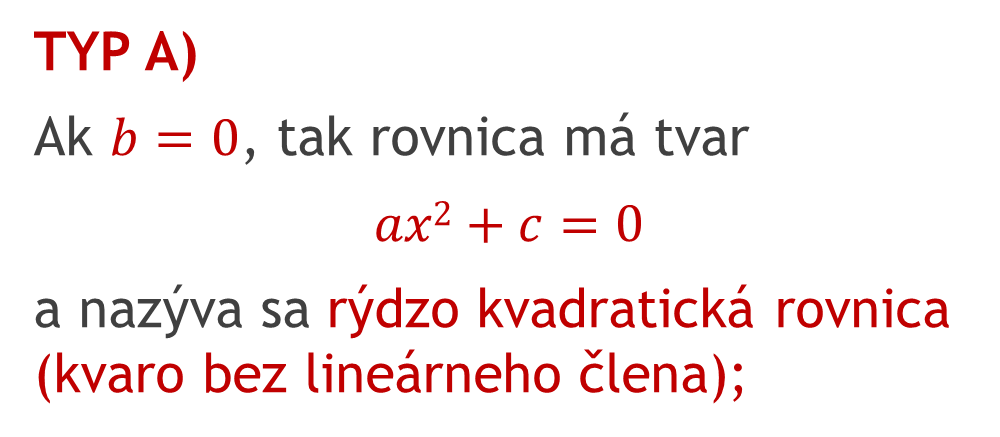 TYP A)
Ak b = 0, tak rovnica má tvar
ax² + c = 0
a nazýva sa rýdzo kvadratická rovnica
(kvaro bez lineárneho člena);